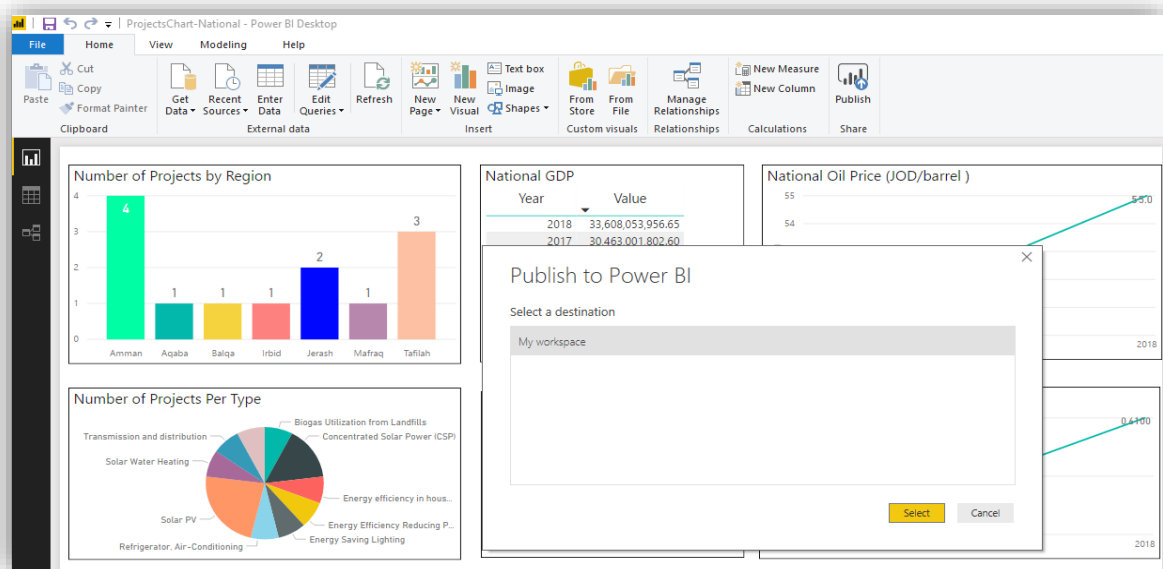 ProjectsChart-National - Power BI Desktop
File Home View Modeling Help
Paste
Cut
Copy
Format Painter
Clipboard
Get Data
Recent Sources
Enter Data
Edit Queries
Refresh
External data
New Page
New Visual
Text box
Image
Shapes
Insert
From Store
From File
Custom visuals
Manage Relationships
Relationships
New Measure
New Column
Calculations
Publish
Share
Number of Projects by Region
4
3
2
1
0
4
1
1
1
2
1
3
Amman Aqaba Balqa Irbid Jerash Mafraq Tafilah
National GDP
Year Value
2018 33,608,053,956.65
2017 30,463,001,802.60
National Oil Price (JOD/barrel )
55
54
55.0
2018
Publish to Power BI
Select a destination
My workspace
Select Cancel
Number of Projects Per Type
Biogas Utilization from Landfills
Transmission and distribution
Concentrated Solar Power (CSP)
Solar Water Heating
Energy efficiency in hous...
Solar PV
Energy Efficiency Reducing P...
Energy Saving Lighting
Refrigerator, Air-Conditioning
0.6100
2018